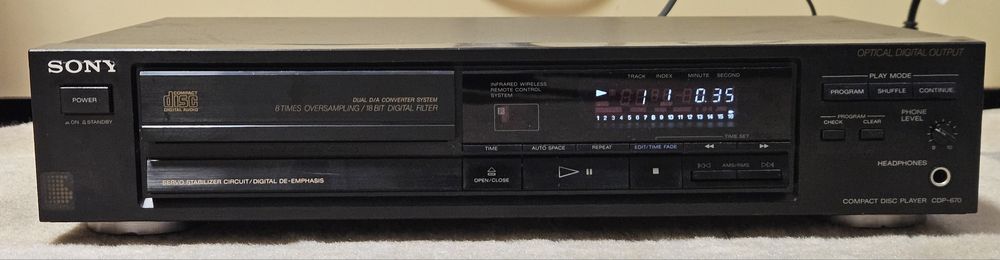 OPTICAL DIGITAL OUTPUT
SONY
POWER
ON STANDBY
COMPACT
disc
DIGITAL AUDIO
DUAL D/A CONVERTER SYSTEM
8 TIMES OVERSAMPLING / 18 BIT DIGITAL FILTER
SERVO STABILIZER CIRCUIT/DIGITAL DE-EMPHASIS
INFRARED WIRELESS
REMOTE CONTROL
SYSTEM
TRACK INDEX MINUTE SECOND
1 1 0.35
1 2 3 4 5 6 7 8 9 10 11 12 13 14 15 16
TIME SET
TIME AUTO SPACE REPEAT EDIT/TIME FADE
OPEN/CLOSE
AMS/RMS
PLAY MODE
PROGRAM SHUFFLE CONTINUE
PROGRAM
CHECK CLEAR
PHONE
LEVEL
0 10
HEADPHONES
COMPACT DISC PLAYER CDP-670